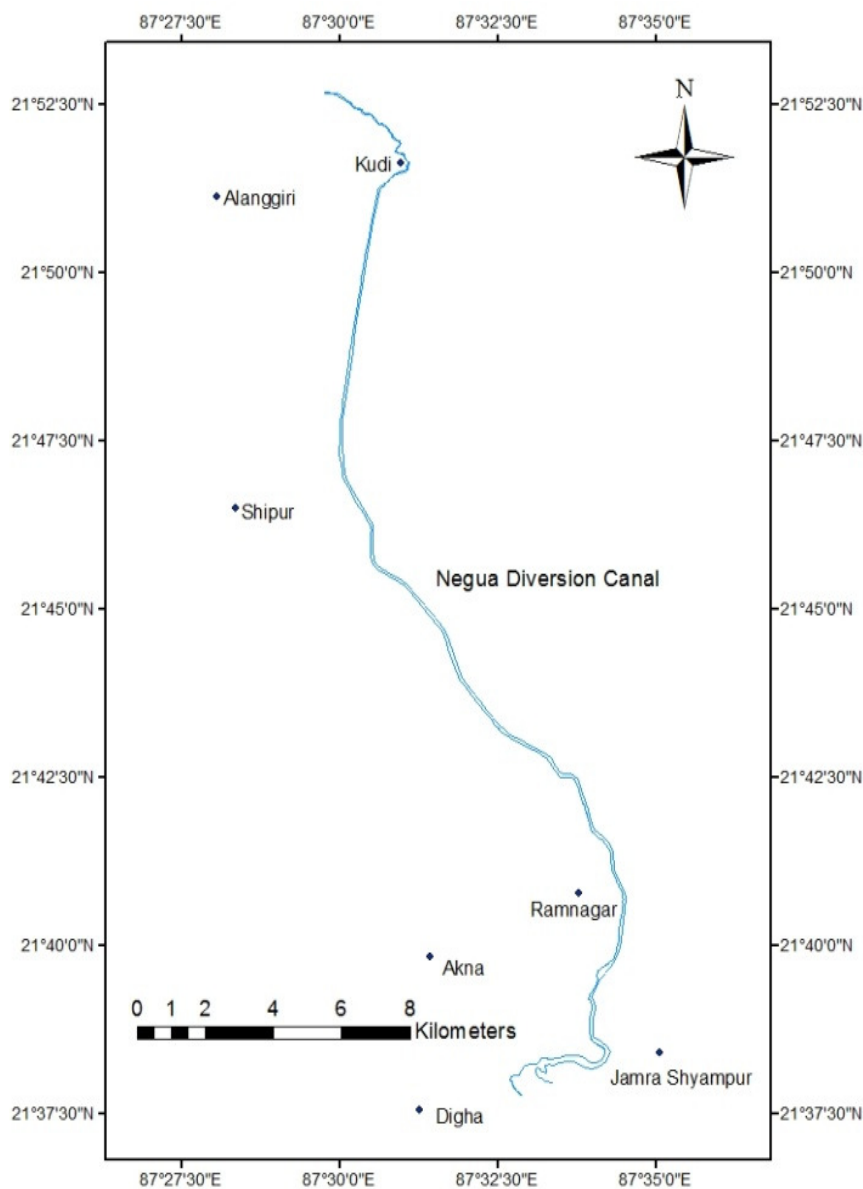 87°27'30"E 87°30'0"E 87°32'30"E 87°35'0"E
N
21°52'30"N 21°52'30"N
Kudi
Alanggiri
21°50'0"N 21°50'0"N
21°47'30"N 21°47'30"N
Shipur
Negua Diversion Canal
21°45'0"N 21°45'0"N
21°42'30"N 21°42'30"N
Ramnagar
21°40'0"N 21°40'0"N
Akna
0 1 2 4 6 8
Kilometers
Jamra Shyampur
21°37'30"N 21°37'30"N
Digha
87°27'30"E 87°30'0"E 87°32'30"E 87°35'0"E